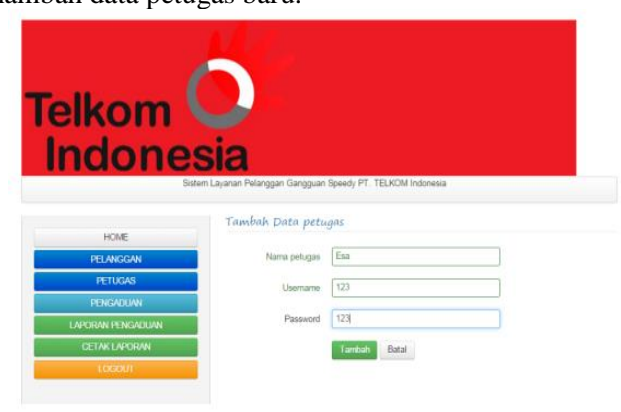 nambah data petugas baru.
Telkom
Indonesia
Sistem Layanan Pelanggan Gangguan Speedy PT. TELKOM Indonesia
HOME
PELANGGAN
PETUGAS
PENGADUAN
LAPORAN PENGADUAN
CETAK LAPORAN
LOGOUT
Tambah Data petugas
Nama petugas Esa
Username 123
Password 123
Tambah Batal